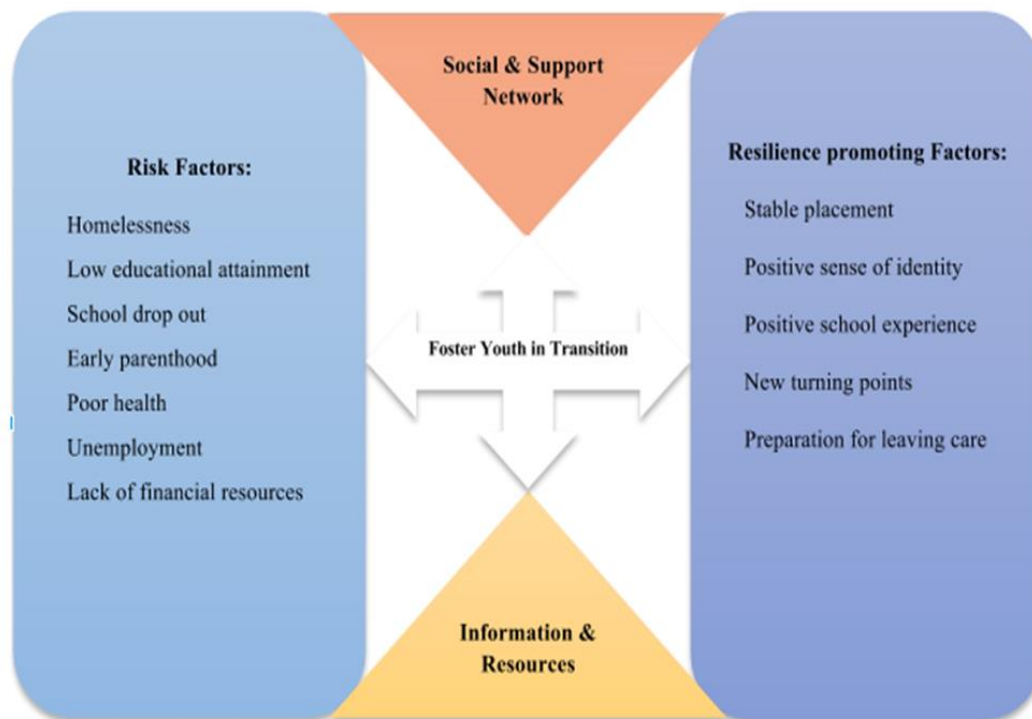 Social & Support
Network
Risk Factors:
Homelessness
Low educational attainment
School drop out
Early parenthood
Poor health
Unemployment
Lack of financial resources
Foster Youth in Transition
Resilience promoting Factors:
Stable placement
Positive sense of identity
Positive school experience
New turning points
Preparation for leaving care
Information &
Resources